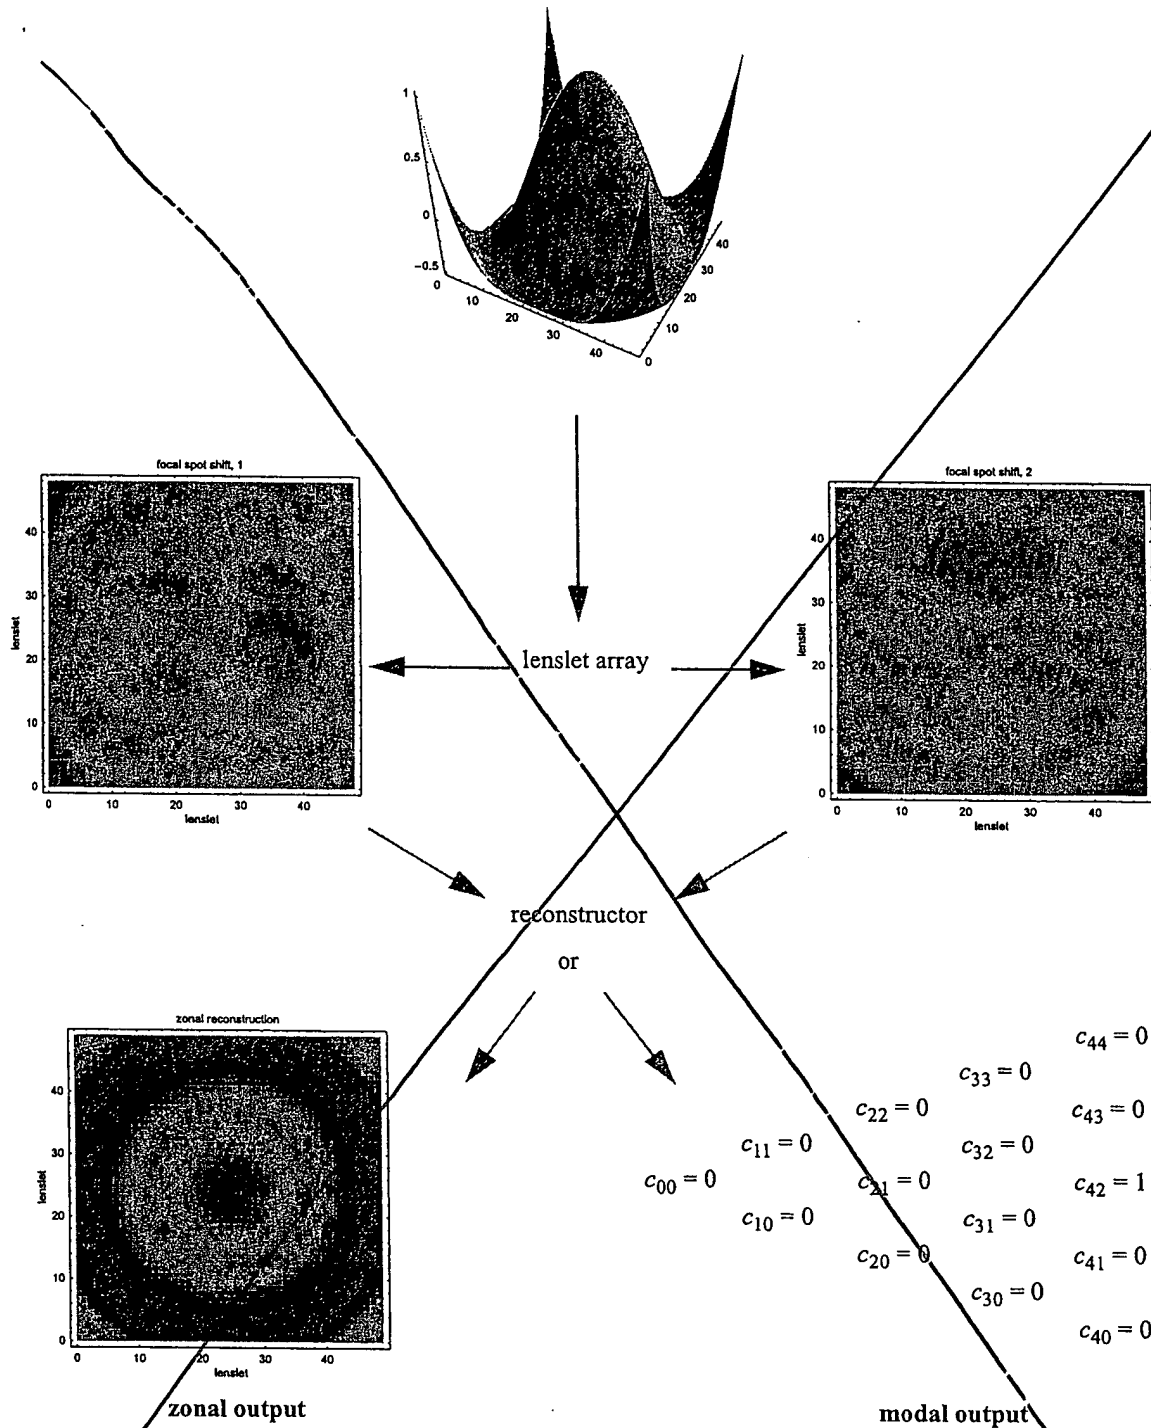 1
0.5
0
-0.5
0
10
20
30
40
0
10
20
30
40
focal spot shift, 1
lenslet
40
30
20
10
0
0 10 20 30 40
lenslet
focal spot shift, 2
lenslet
40
30
20
10
0
0 10 20 30 40
lenslet
lenslet array
reconstructor
or
zonal reconstruction
lenslet
40
30
20
10
0
0 10 20 30 40
lenslet
zonal output
c00 = 0
c11 = 0
c10 = 0
c22 = 0
c21 = 0
c20 = 0
c33 = 0
c32 = 0
c31 = 0
c30 = 0
c44 = 0
c43 = 0
c42 = 1
c41 = 0
c40 = 0
modal output